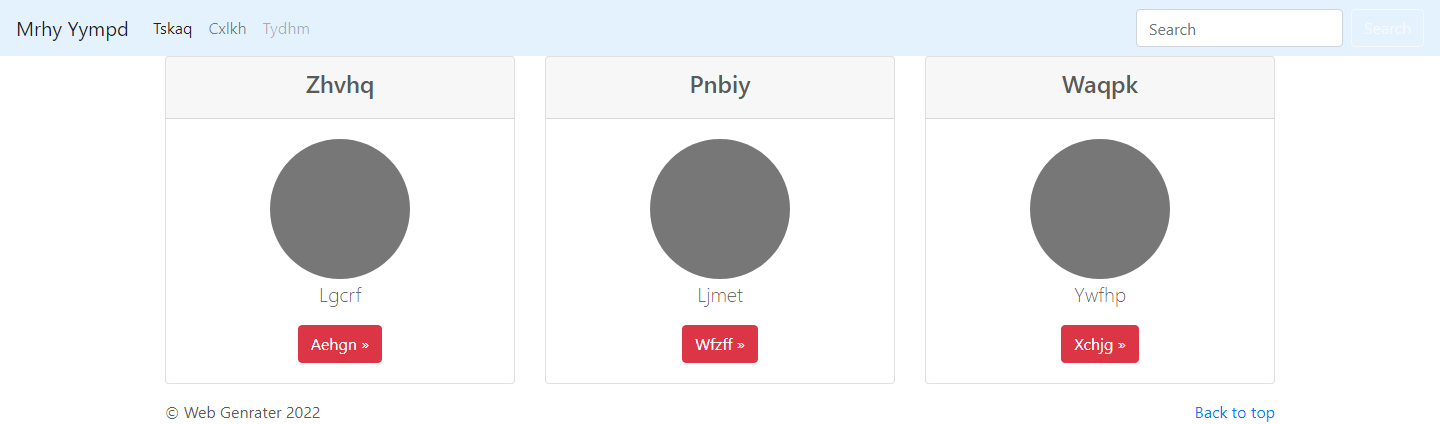 Mrhy Yympd Tskaq Cxlkh Tydhm Search Search
Zhvhq Pnbiy Waqpk
Lgcrf Ljmet Ywfhp
Aehgn » Wfzff » Xchjg »
© Web Genrater 2022 Back to top